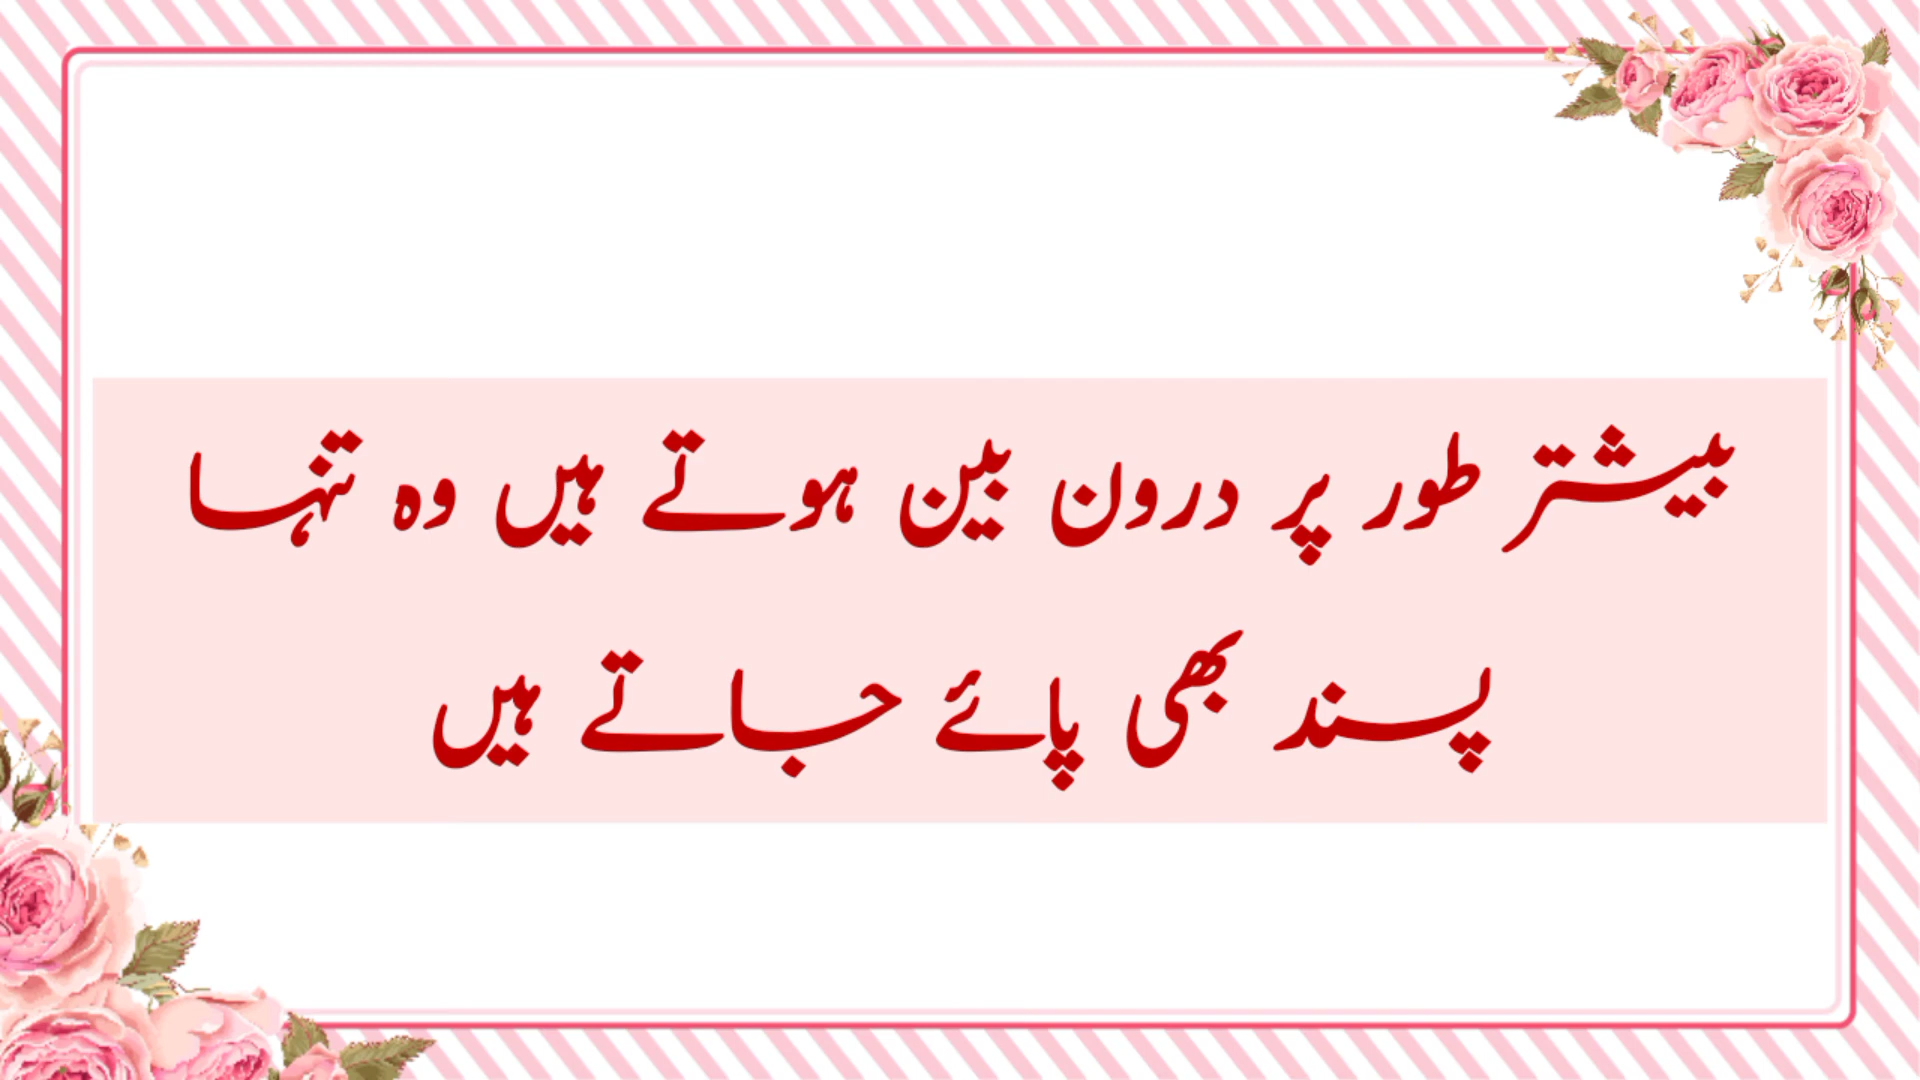 بیشتر طور پر درون بین ہوتے ہیں وہ تنہا
پسند بھی پائے جاتے ہیں